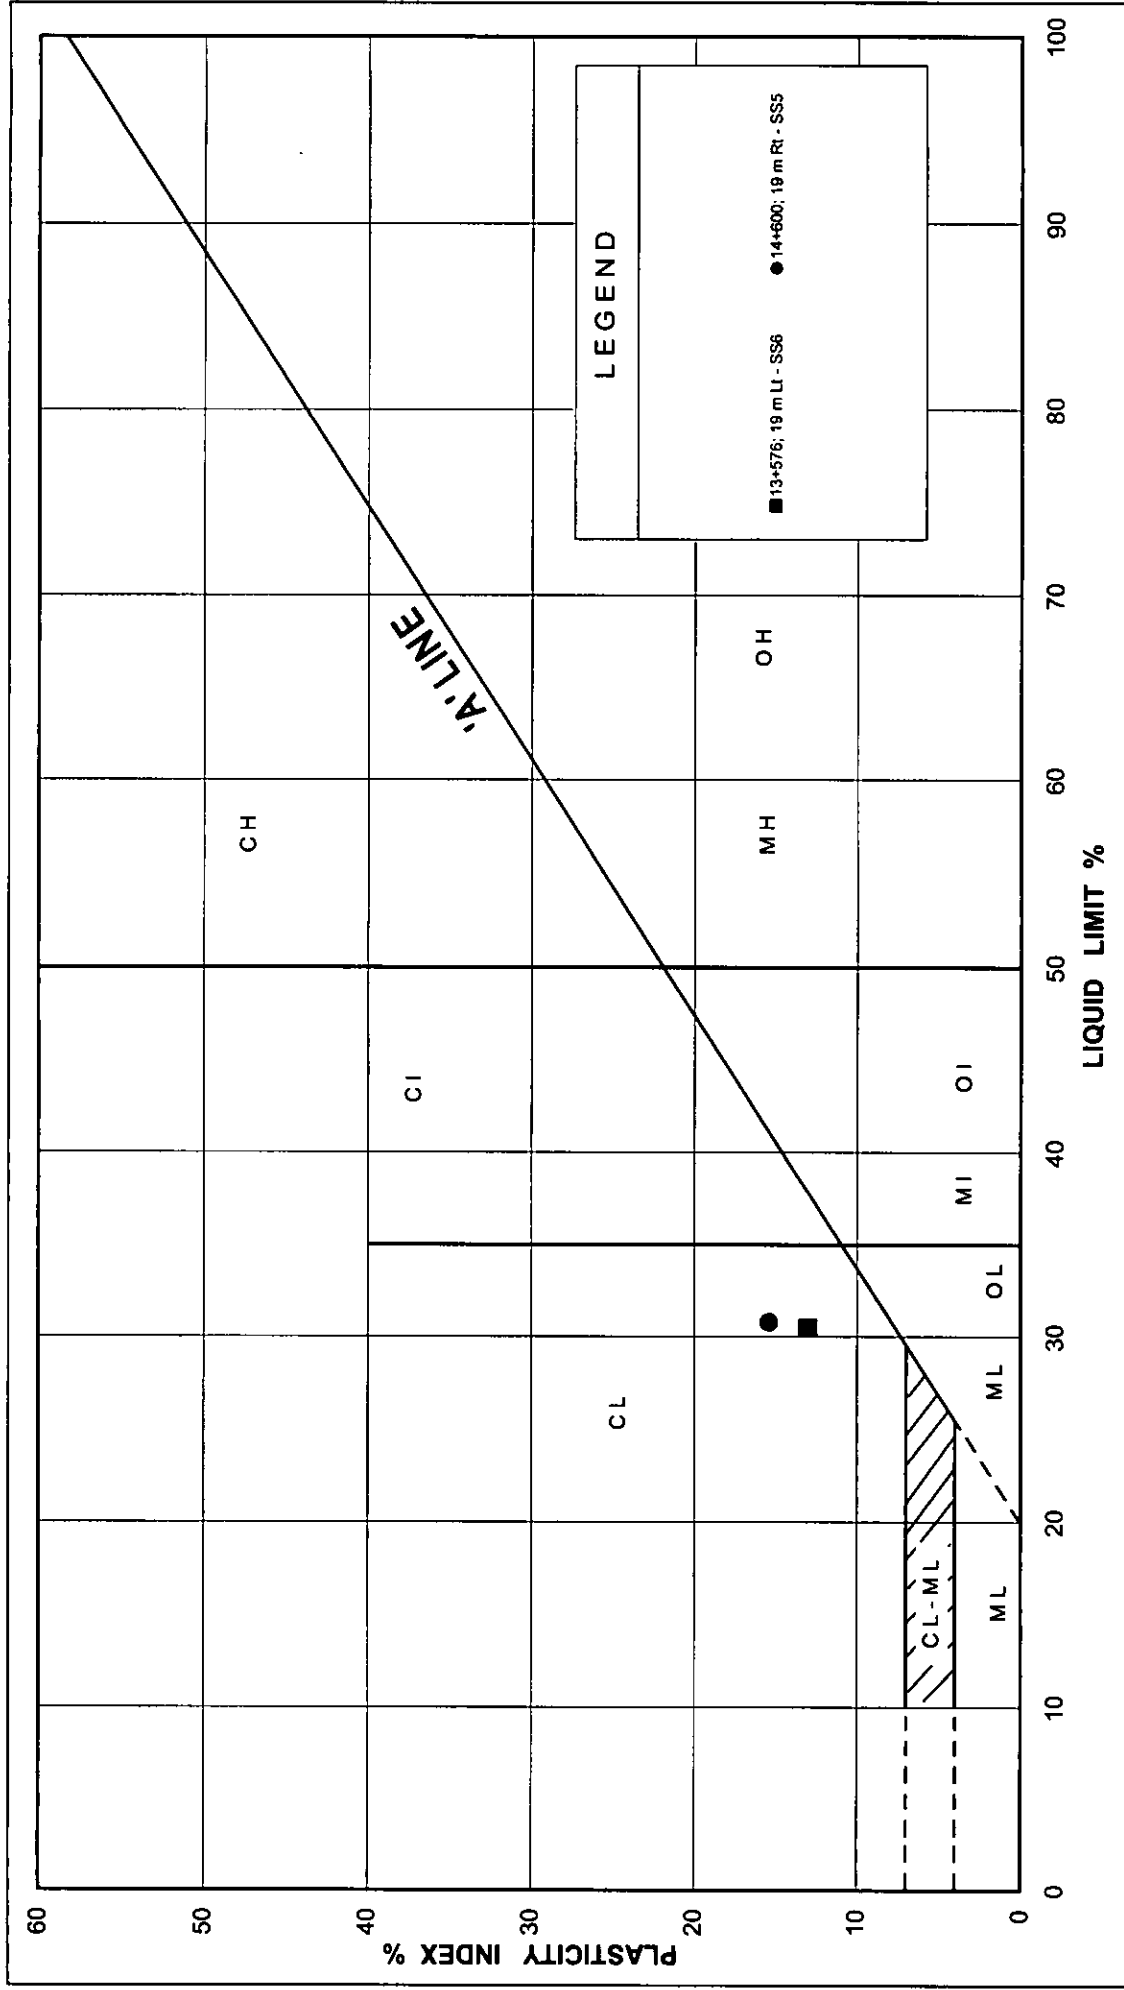 60
50
40
30
20
10
0
PLASTICITY INDEX %
0
10
20
30
40
50
60
70
80
90
100
LIQUID LIMIT %
CH
CI
CL
'A' LINE
CL-ML
ML
ML
OL
MI
OI
MH
OH
LEGEND
13+576; 19 m Lt - SS6
14+600; 19 m Rt - SS5